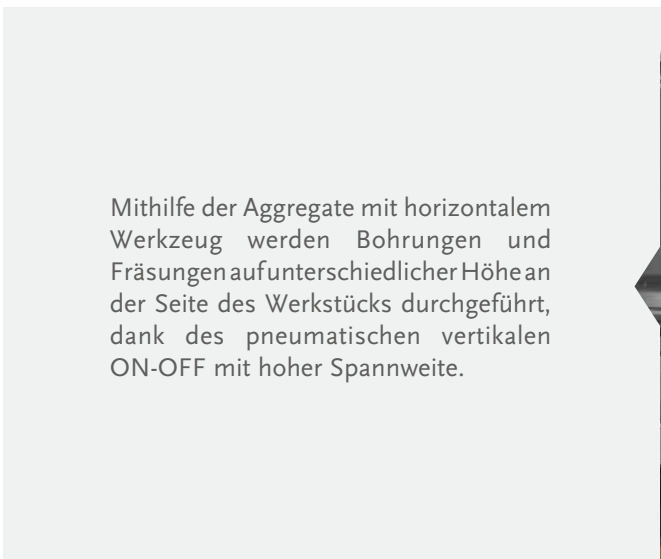 Mithilfe der Aggregate mit horizontalem
Werkzeug werden Bohrungen und
Fräsungen auf unterschiedlicher Höhe an
der Seite des Werkstücks durchgeführt,
dank des pneumatischen vertikalen
ON-OFF mit hoher Spannweite.